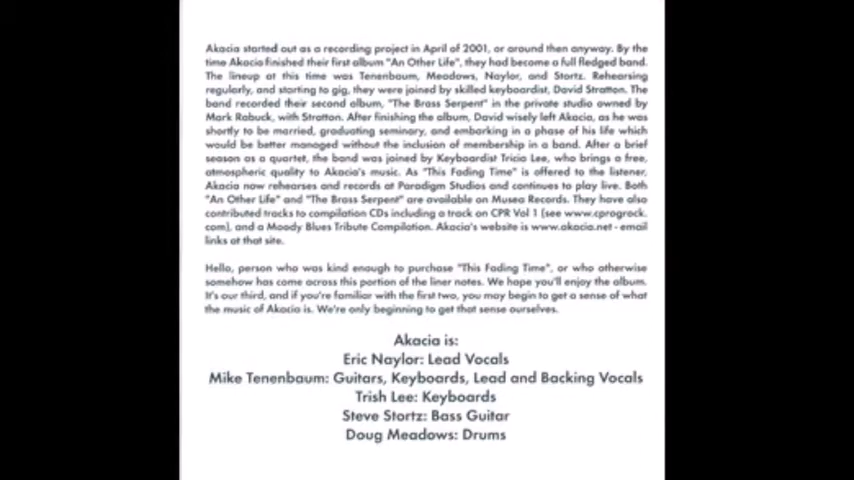 Akacia started out as a recording project in April of 2001, or around then anyway. By the
time Akacia finished their first album "An Other Life", they had become a full fledged band.
The lineup at this time was Tenenbaum, Meadows, Naylor, and Stortz. Rehearsing
regularly, and starting to gig, they were joined by skilled keyboardist, David Stratton. The
band recorded their second album, "The Brass Serpent" in the private studio owned by
Mark Rabuck, with Stratton. After finishing the album, David wisely left Akacia, as he was
shortly to be married, graduating seminary, and embarking in a phase of his life which
would be better managed without the inclusion of membership in a band. After a brief
season as a quartet, the band was joined by Keyboardist Tricia Lee, who brings a free,
atmospheric quality to Akacia's music. As "This Fading Time" is offered to the listener,
Akacia now rehearses and records at Paradigm Studios and continues to play live. Both
"An Other Life" and "The Brass Serpent" are available on Musea Records. They have also
contributed tracks to compilation CDs including a track on CPR Vol 1 (see www.cprogrock.
com), and a Moody Blues Tribute Compilation. Akacia's website is www.akacia.net - email
links at that site.
Hello, person who was kind enough to purchase "This Fading Time", or who otherwise
somehow has come across this portion of the liner notes. We hope you'll enjoy the album.
It's our third, and if you're familiar with the first two, you may begin to get a sense of what
the music of Akacia is. We're only beginning to get that sense ourselves.
Akacia is:
Eric Naylor: Lead Vocals
Mike Tenenbaum: Guitars, Keyboards, Lead and Backing Vocals
Trish Lee: Keyboards
Steve Stortz: Bass Guitar
Doug Meadows: Drums